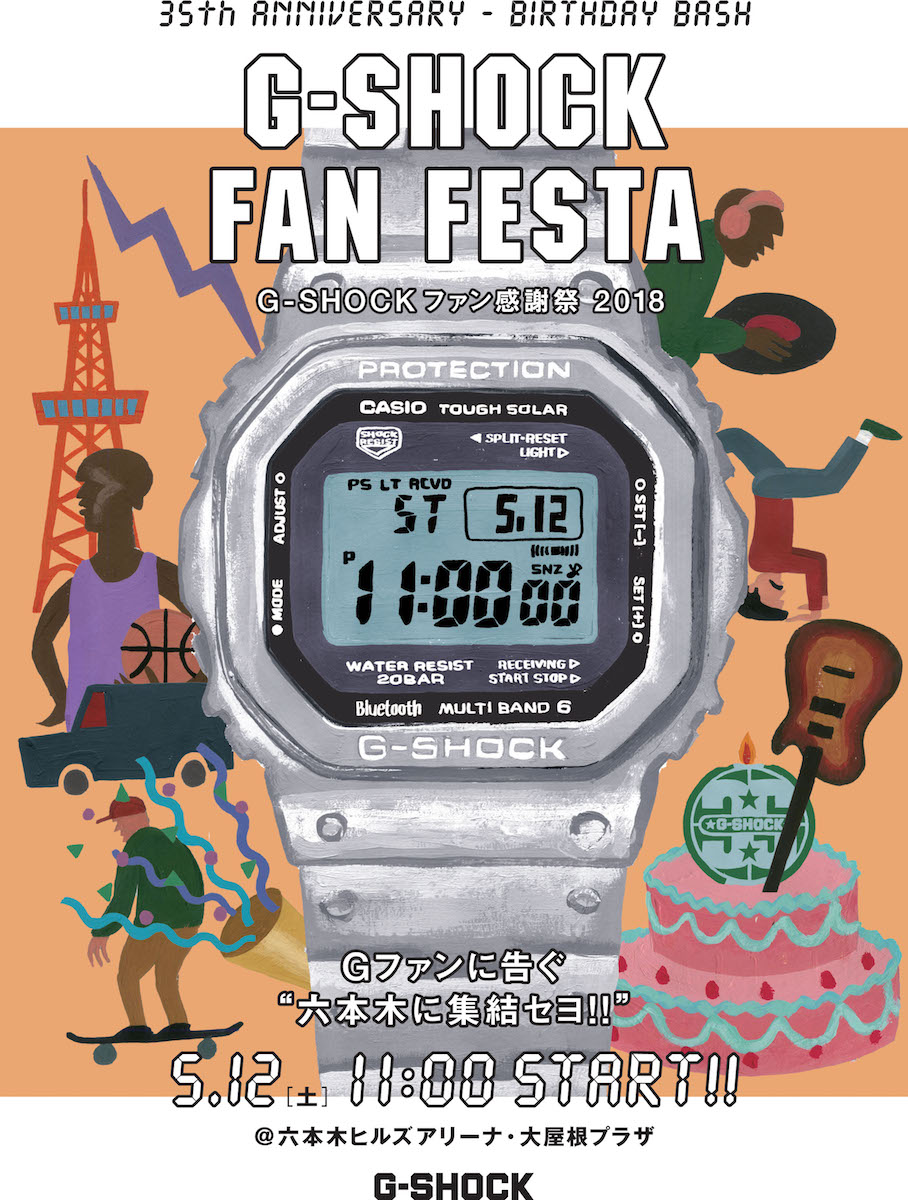 35th ANNIVERSARY - BIRTHDAY BASH
G-SHOCK
FAN FESTA
G-SHOCKファン感謝祭 2018
PROTECTION
CASIO TOUGH SOLAR
SHOCK
RESIST
◀ SPLIT-RESET
LIGHT ▷
ADJUST ○
○ SET [–]
PS LT RCVD
ST 5.12
P
SNZ
11:00 00
● MODE
SET [+] ○
WATER RESIST
20BAR
RECEIVING ▷
START STOP ▷
Bluetooth MULTI BAND 6
G-SHOCK
★G-SHOCK
Gファンに告ぐ
“六本木に集結セヨ!!”
5.12 [土] 11:00 START!!
@六本木ヒルズアリーナ・大屋根プラザ
G-SHOCK